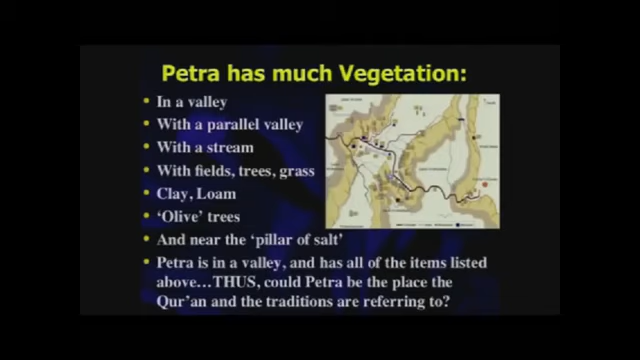 Petra has much Vegetation:
• In a valley
• With a parallel valley
• With a stream
• With fields, trees, grass
• Clay, Loam
• 'Olive' trees
• And near the 'pillar of salt'
• Petra is in a valley, and has all of the items listed
above…THUS, could Petra be the place the
Qur'an and the traditions are referring to?